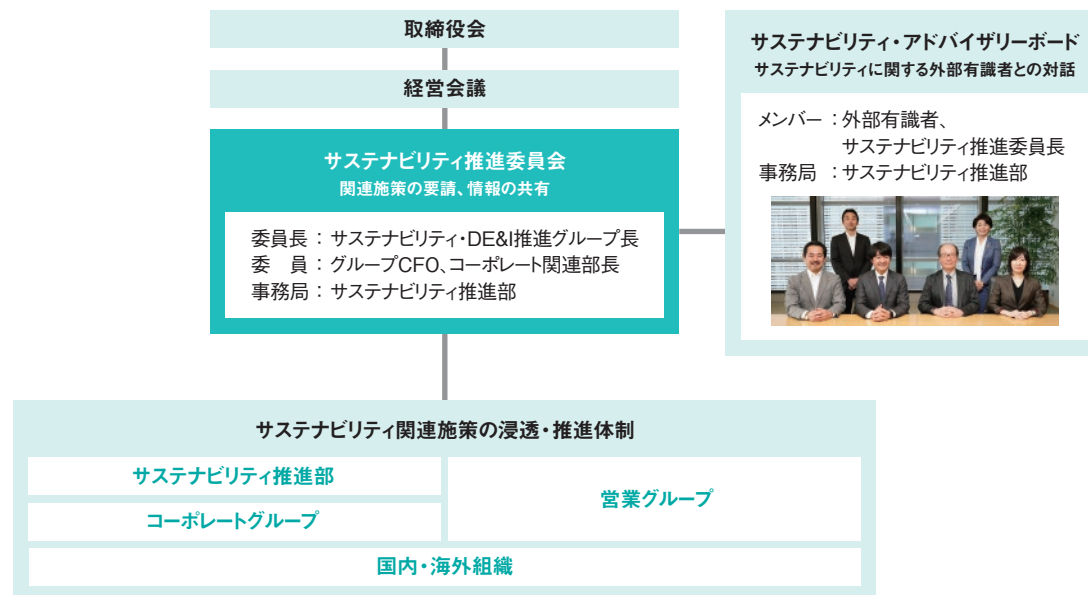 取締役会
経営会議
サステナビリティ推進委員会
関連施策の要請、情報の共有
委員長 : サステナビリティ・DE&I推進グループ長
委　員 : グループCFO、コーポレート関連部長
事務局 : サステナビリティ推進部
サステナビリティ・アドバイザリーボード
サステナビリティに関する外部有識者との対話
メンバー : 外部有識者、
サステナビリティ推進委員長
事務局 : サステナビリティ推進部
サステナビリティ関連施策の浸透・推進体制
サステナビリティ推進部
コーポレートグループ
営業グループ
国内・海外組織